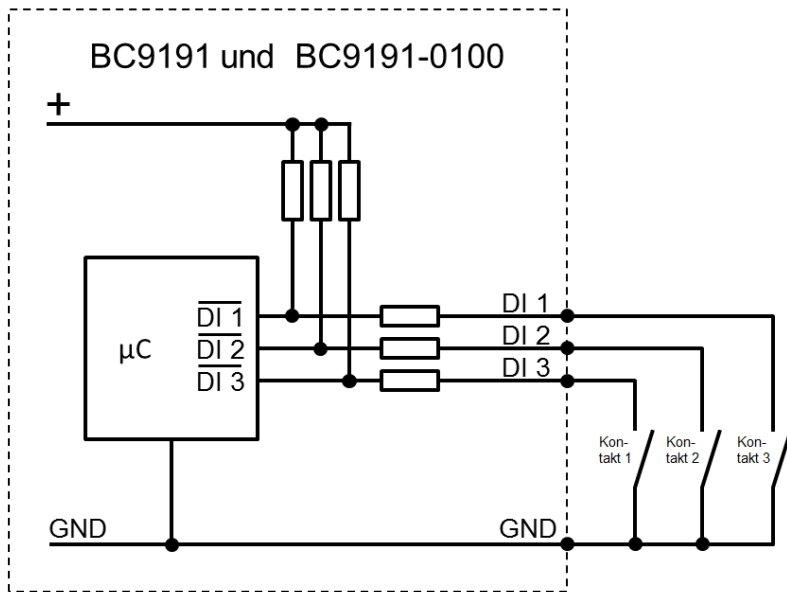 BC9191 und BC9191-0100
+
µC
DI 1
DI 2
DI 3
DI 1
DI 2
DI 3
Kon-
takt 1
Kon-
takt 2
Kon-
takt 3
GND
GND